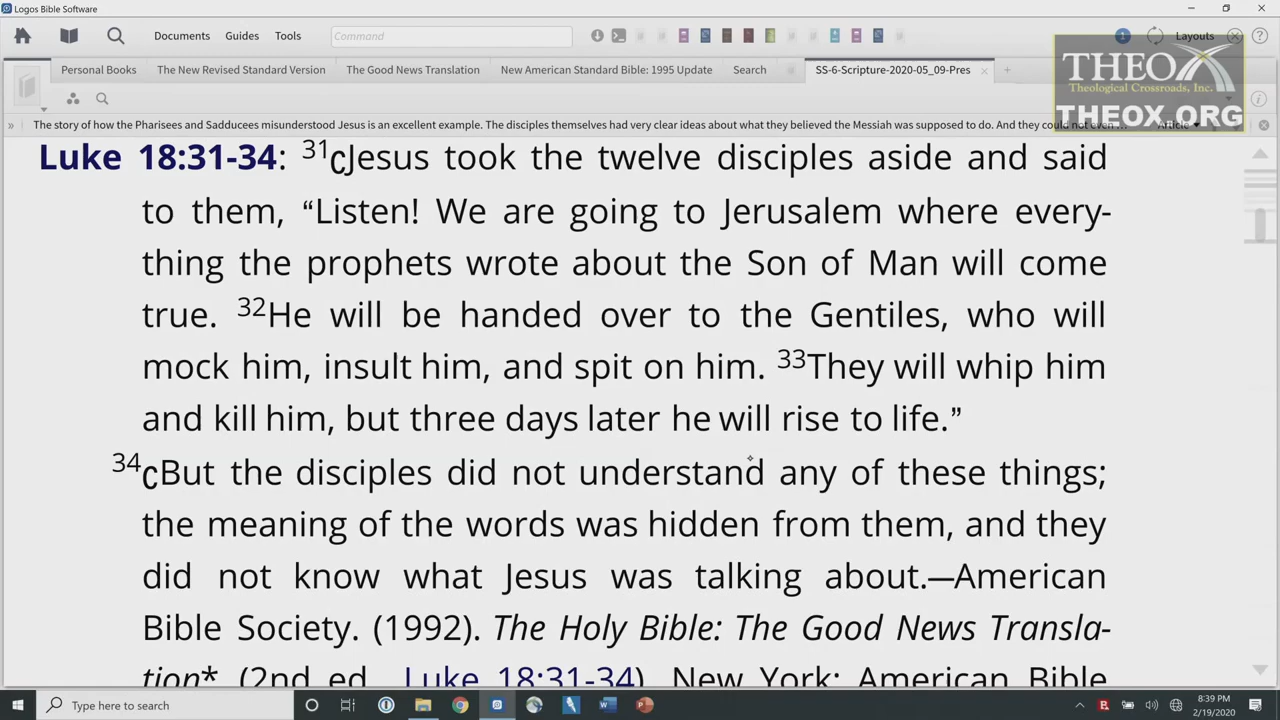 Logos Bible Software
Documents Guides Tools Command Layouts
Personal Books The New Revised Standard Version The Good News Translation New American Standard Bible: 1995 Update Search SS-6-Scripture-2020-05_09-Pres
THEOX
Theological Crossroads, Inc.
THEOX.ORG
The story of how the Pharisees and Sadducees misunderstood Jesus is an excellent example. The disciples themselves had very clear ideas about what they believed the Messiah was supposed to do. And they could not even ... Article
Luke 18:31-34: 31çJesus took the twelve disciples aside and said
to them, “Listen! We are going to Jerusalem where every-
thing the prophets wrote about the Son of Man will come
true. 32He will be handed over to the Gentiles, who will
mock him, insult him, and spit on him. 33They will whip him
and kill him, but three days later he will rise to life.”
34çBut the disciples did not understand any of these things;
the meaning of the words was hidden from them, and they
did not know what Jesus was talking about.—American
Bible Society. (1992). The Holy Bible: The Good News Transla-
tion* (2nd ed. Luke 18:31-34). New York: American Bible
Type here to search
8:39 PM
2/19/2020